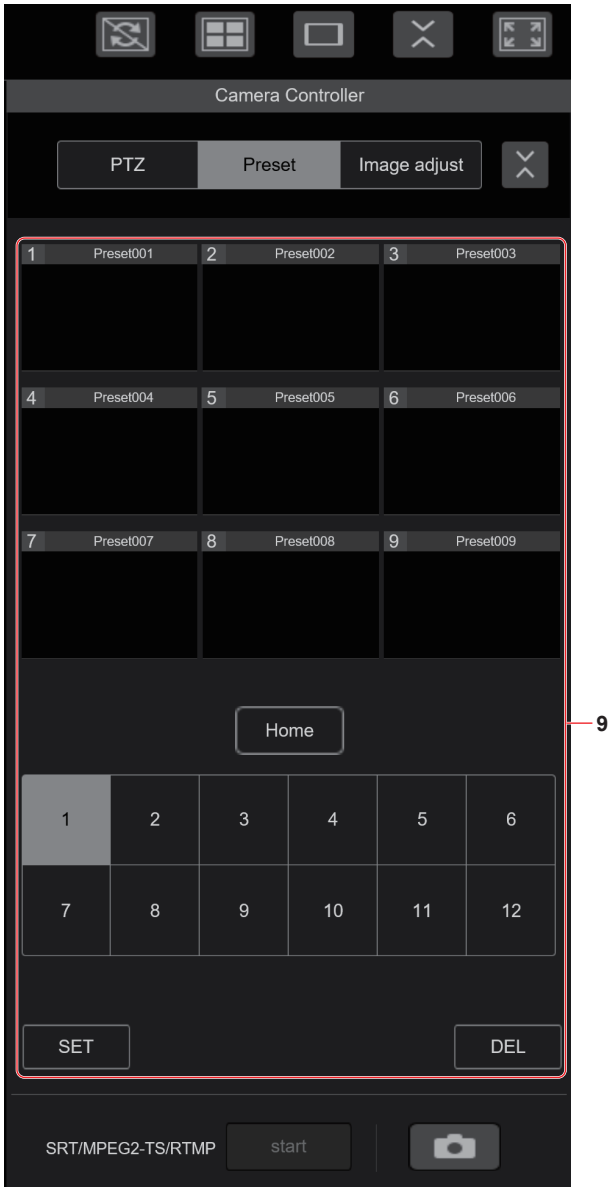 Camera Controller
PTZ Preset Image adjust
1 Preset001 2 Preset002 3 Preset003
4 Preset004 5 Preset005 6 Preset006
7 Preset007 8 Preset008 9 Preset009
9
Home
1 2 3 4 5 6
7 8 9 10 11 12
SET DEL
SRT/MPEG2-TS/RTMP start